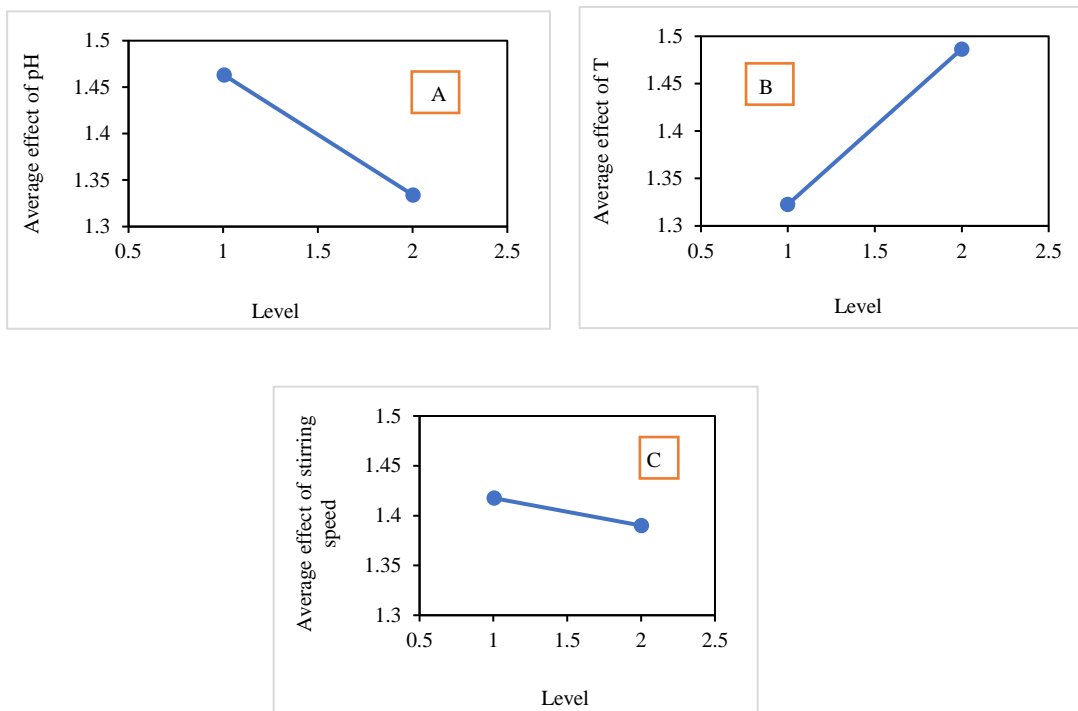 Average effect of pH
1.5
1.45
1.4
1.35
1.3
0.5 1 1.5 2 2.5
Level
A
Average effect of T
1.5
1.45
1.4
1.35
1.3
0.5 1 1.5 2 2.5
Level
B
Average effect of stirring
speed
1.5
1.45
1.4
1.35
1.3
0.5 1 1.5 2 2.5
Level
C